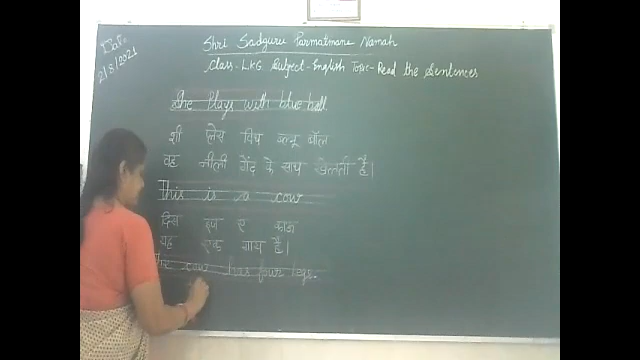 Date
2/8/2021
Shri Sadguru Parmatmane Namah
Class-LKG Subject-English Topic-Read the Sentences
She Plays with blue ball.
शी प्लेय विथ ब्लू बॉल
वह नीली गेंद के साथ खेलती है।
This is a cow
दिस इज ए काऊ
यह एक गाय है।
The cow has four legs.